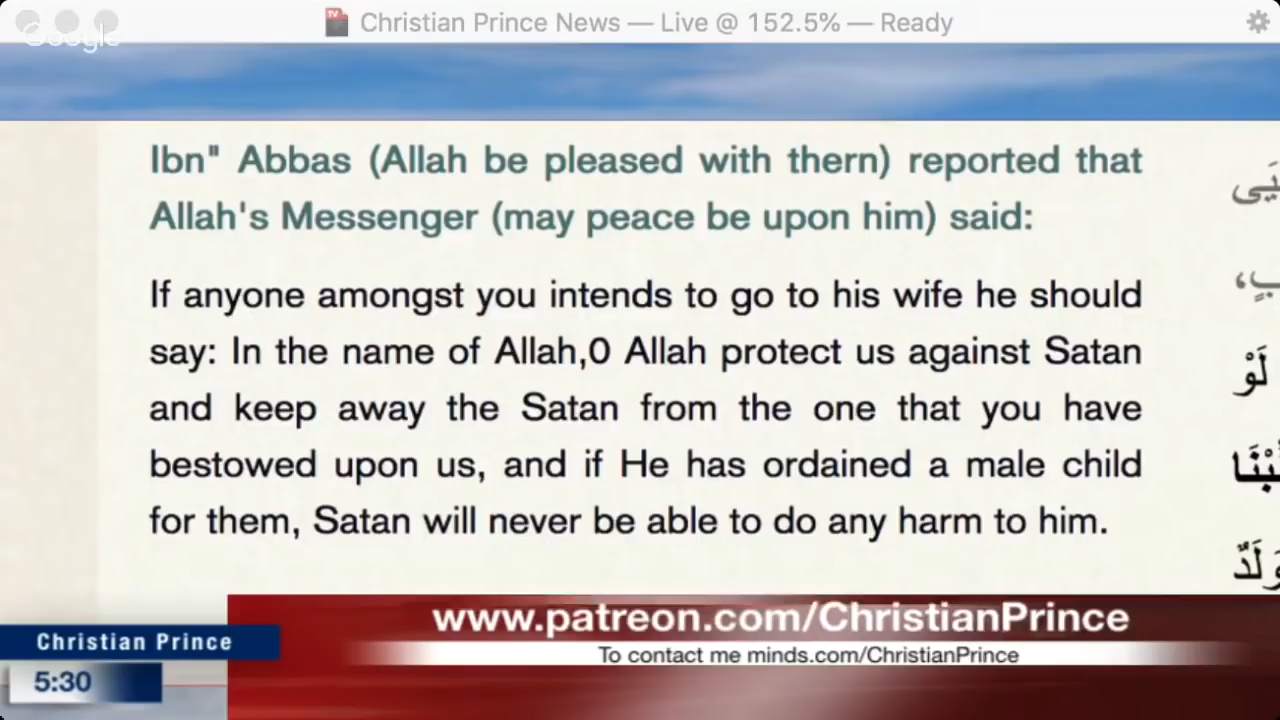 Christian Prince News — Live @ 152.5% — Ready
Google
Ibn" Abbas (Allah be pleased with thern) reported that
Allah's Messenger (may peace be upon him) said:
If anyone amongst you intends to go to his wife he should
say: In the name of Allah,0 Allah protect us against Satan
and keep away the Satan from the one that you have
bestowed upon us, and if He has ordained a male child
for them, Satan will never be able to do any harm to him.
لَوْ
www.patreon.com/ChristianPrince
To contact me minds.com/ChristianPrince
Christian Prince
5:30